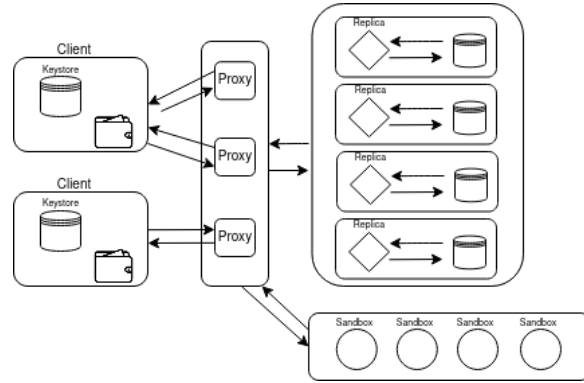 Client
Keystore
Client
Keystore
Proxy
Proxy
Proxy
Replica
Replica
Replica
Replica
Sandbox
Sandbox
Sandbox
Sandbox